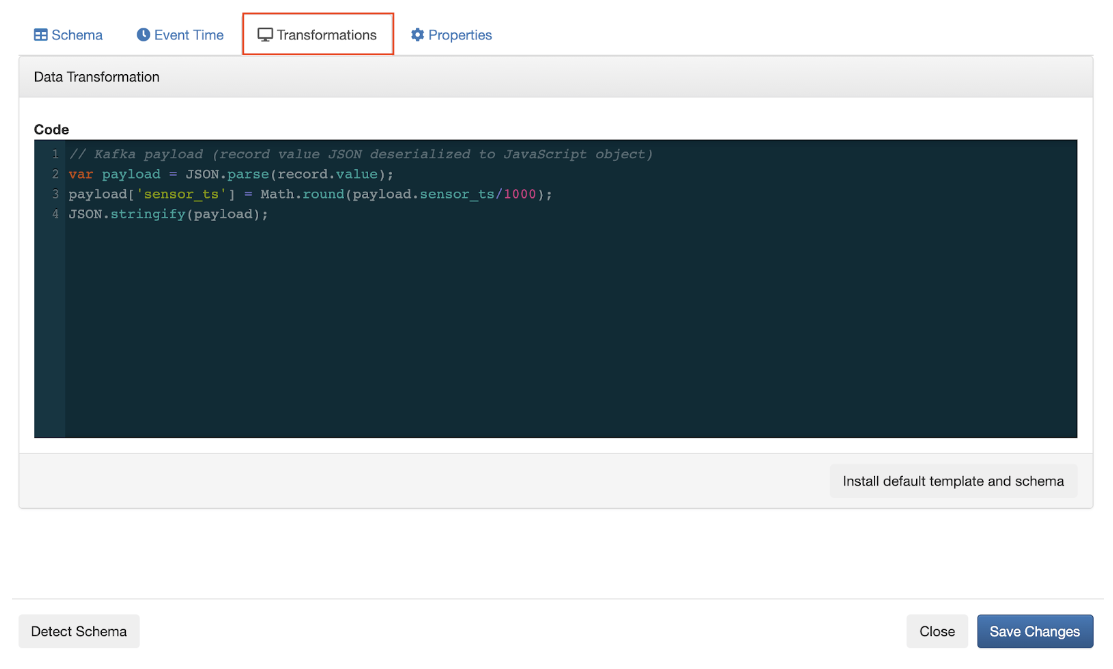 Schema Event Time Transformations Properties
Data Transformation
Code
1 // Kafka payload (record value JSON deserialized to JavaScript object)
2 var payload = JSON.parse(record.value);
3 payload['sensor_ts'] = Math.round(payload.sensor_ts/1000);
4 JSON.stringify(payload);
Install default template and schema
Detect Schema Close Save Changes